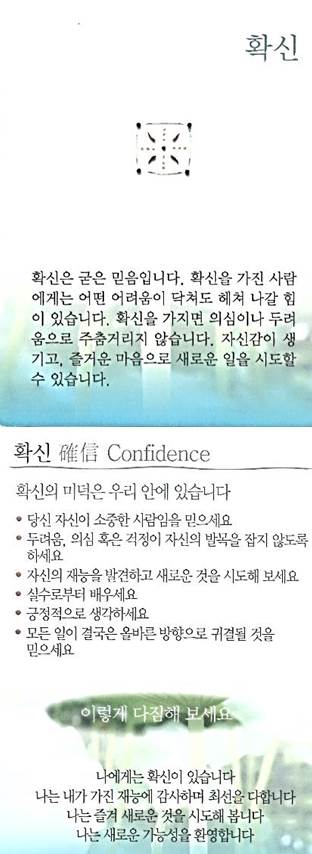 확신
확신은 굳은 믿음입니다. 확신을 가진 사람
에게는 어떤 어려움이 닥쳐도 헤쳐 나갈 힘
이 있습니다. 확신을 가지면 의심이나 두려
움으로 주춤거리지 않습니다. 자신감이 생
기고, 즐거운 마음으로 새로운 일을 시도할
수 있습니다.
확신 確信 Confidence
확신의 미덕은 우리 안에 있습니다
• 당신 자신이 소중한 사람임을 믿으세요
• 두려움, 의심 혹은 걱정이 자신의 발목을 잡지 않도록
하세요
• 자신의 재능을 발견하고 새로운 것을 시도해 보세요
• 실수로부터 배우세요
• 긍정적으로 생각하세요
• 모든 일이 결국은 올바른 방향으로 귀결될 것을
믿으세요
이렇게 다짐해 보세요
나에게는 확신이 있습니다
나는 내가 가진 재능에 감사하며 최선을 다합니다
나는 즐겨 새로운 것을 시도해 봅니다
나는 새로운 가능성을 환영합니다